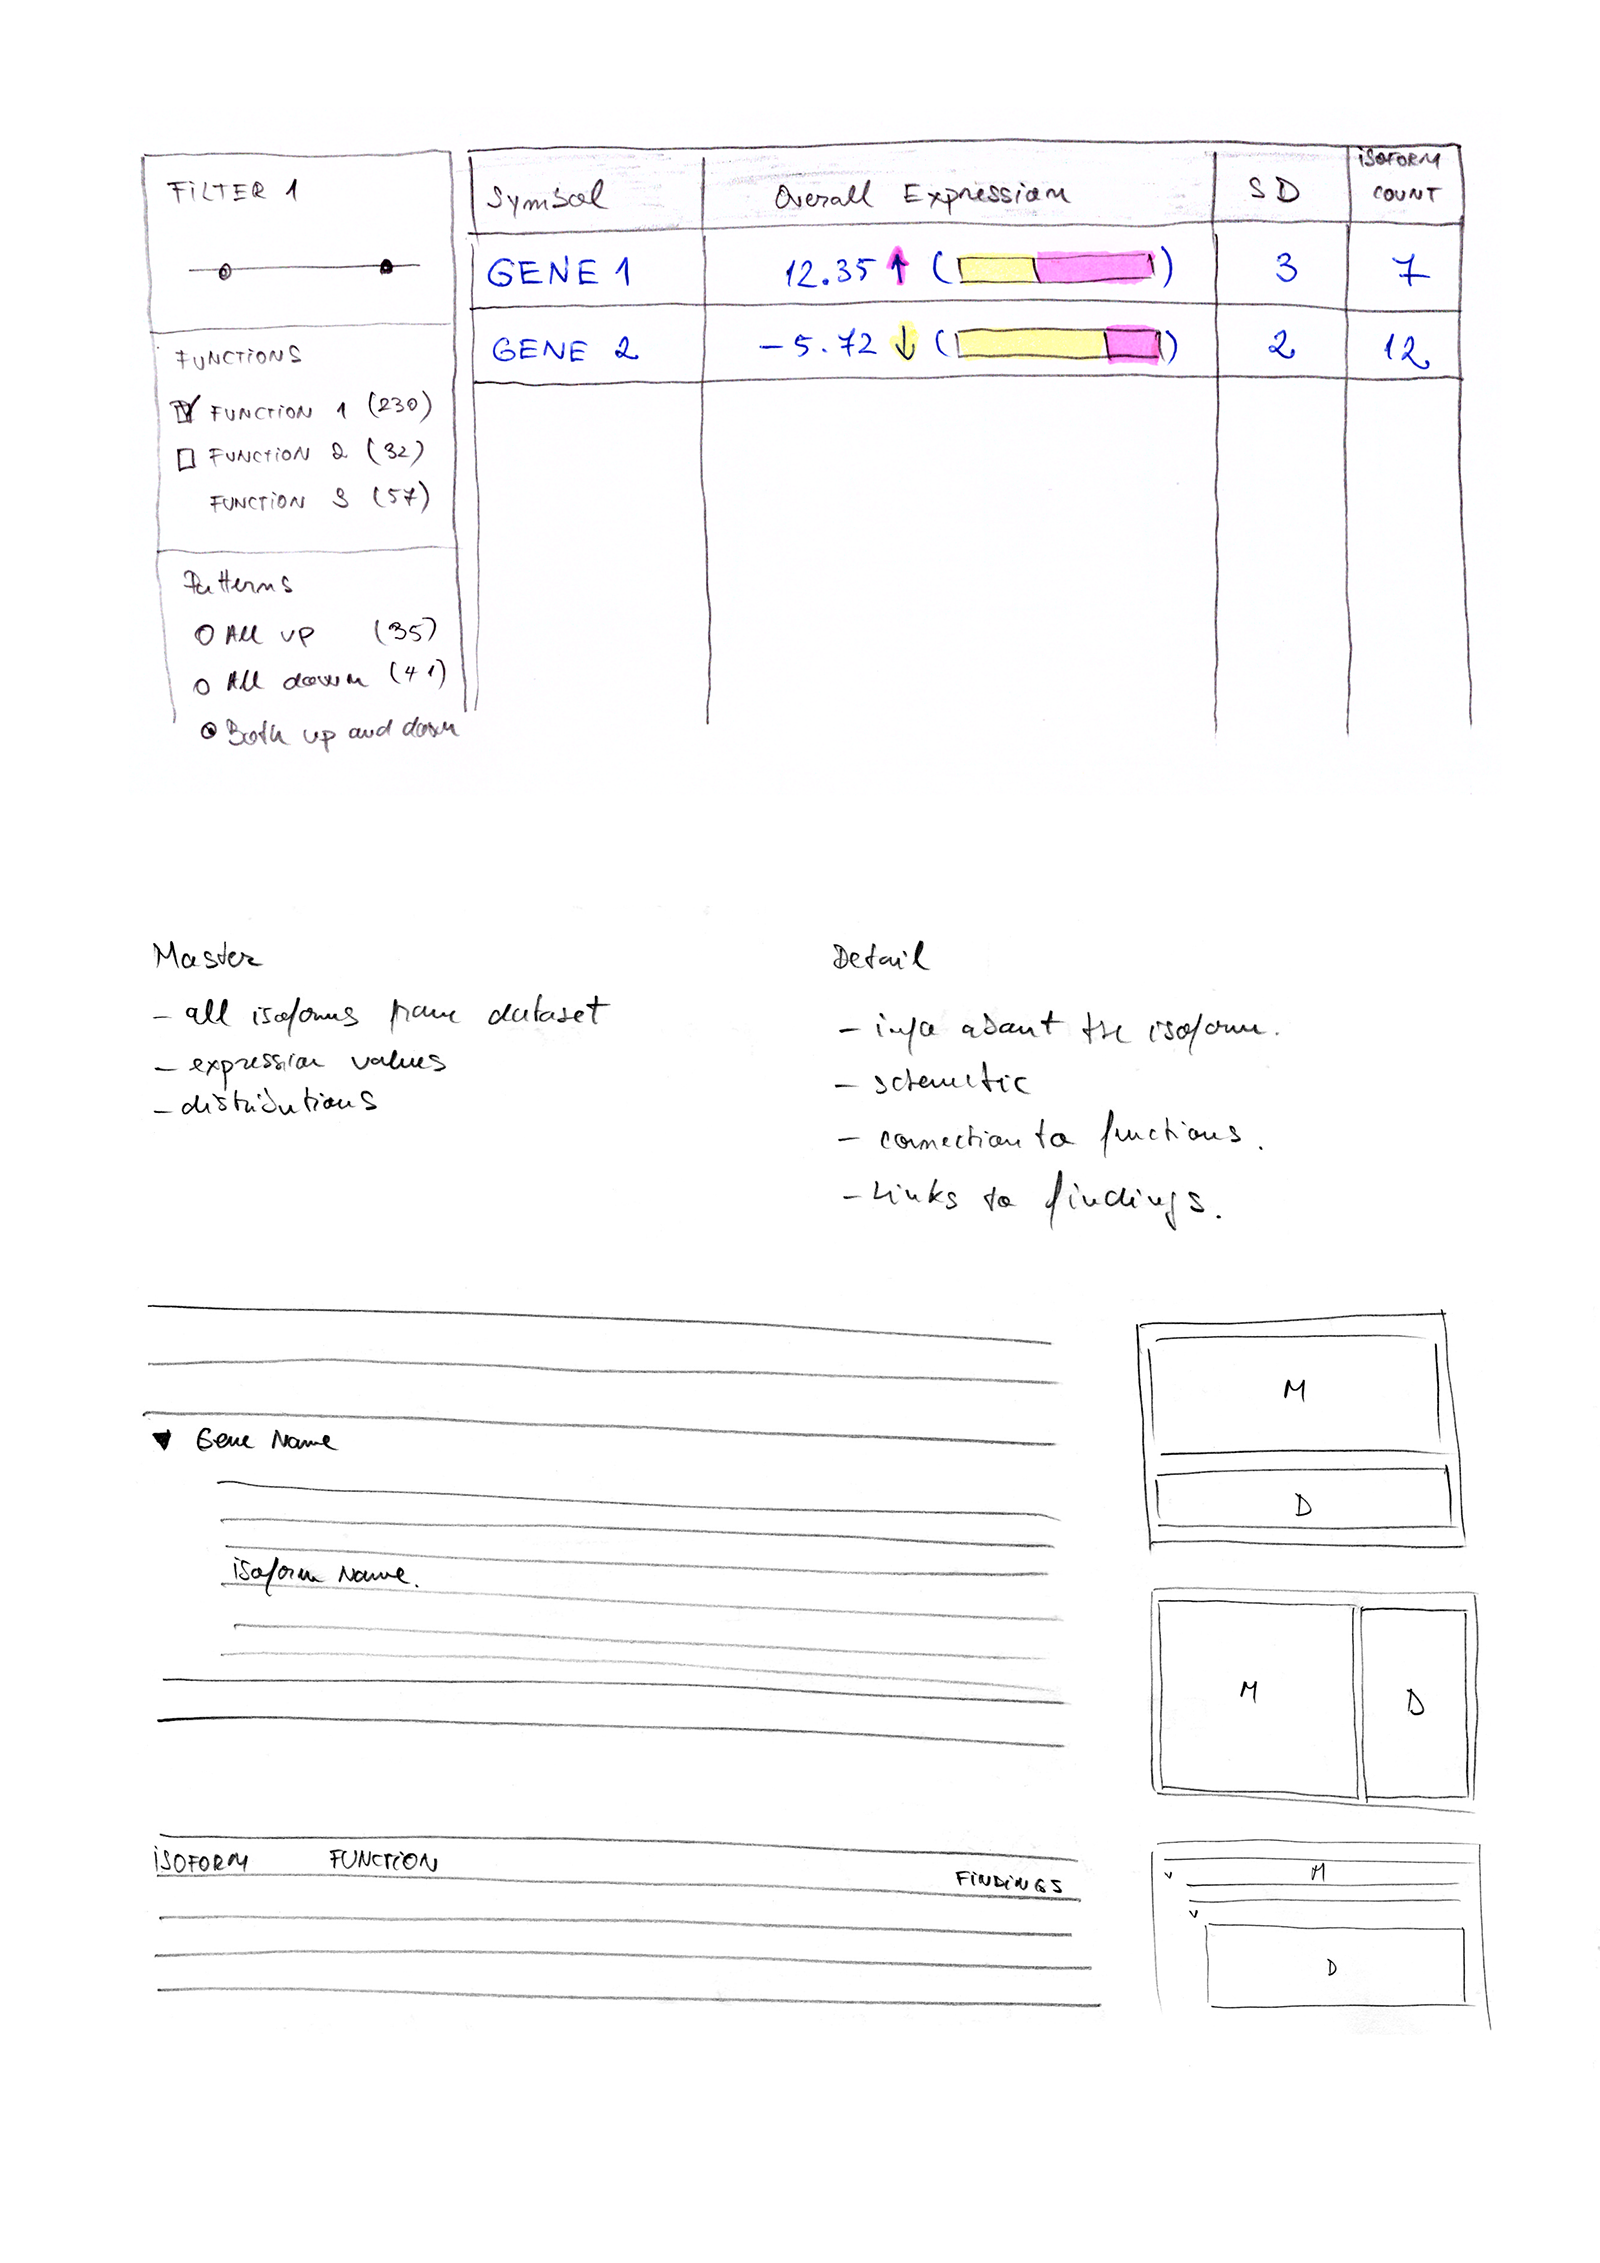 FILTER 1
FUNCTIONS
FUNCTION 1 (230)
FUNCTION 2 (32)
FUNCTION 3 (57)
Patterns
All up (35)
All down (41)
Both up and down
Symbol Overall Expression SD ISOFORM COUNT
GENE 1 12.35 ↑ ( ) 3 7
GENE 2 -5.72 ↓ ( ) 2 12
Master
- all isoforms from dataset
- expression values
- distributions
Detail
- info about the isoform.
- schematic
- connection to functions.
- Links to findings.
Gene Name
isoform Name.
ISOFORM FUNCTION FINDINGS
M
D
M
D
M
D